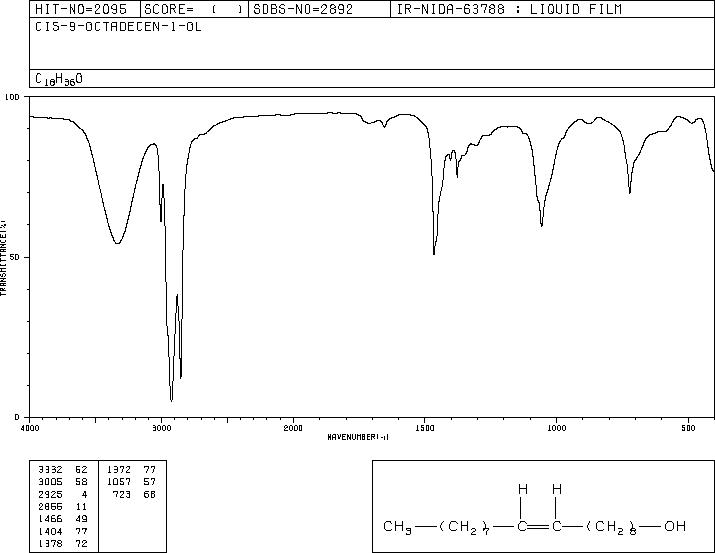 HIT-NO=2095 SCORE= ( ) SDBS-NO=2892 IR-NIDA-63788 : LIQUID FILM
CIS-9-OCTADECEN-1-OL
C18H36O
100
50
0
TRANSMITTANCE(%)
4000 3000 2000 1500 1000 500
WAVENUMBER(-1)
3332 52 1372 77
3005 58 1057 57
2925 4 723 66
2855 11
1466 49
1404 77
1378 72
H H
CH3 (CH2)7 C C (CH2)8 OH